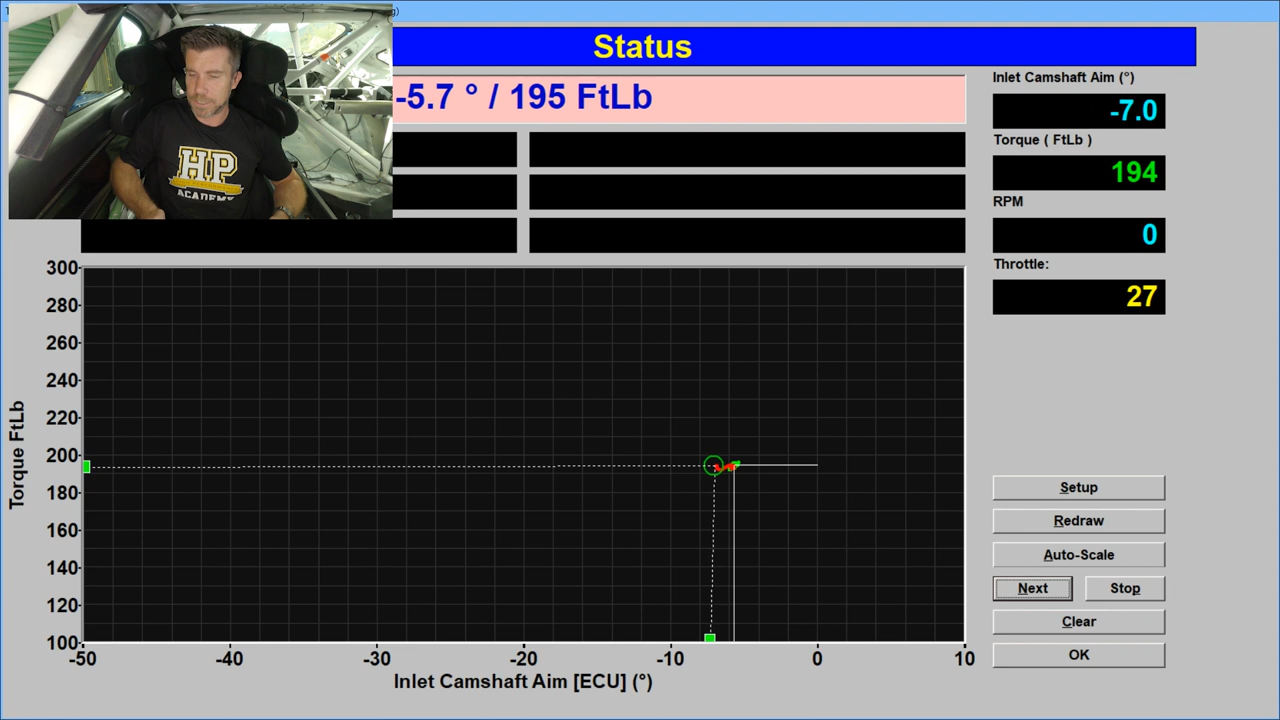 Status
-5.7 ° / 195 FtLb
HP
ACADEMY
Inlet Camshaft Aim (°)
-7.0
Torque ( FtLb )
194
RPM
0
Throttle:
27
300
280
260
240
220
200
180
160
140
120
100
Torque FtLb
-50
-40
-30
-20
-10
0
10
Inlet Camshaft Aim [ECU] (°)
Setup
Redraw
Auto-Scale
Next
Stop
Clear
OK